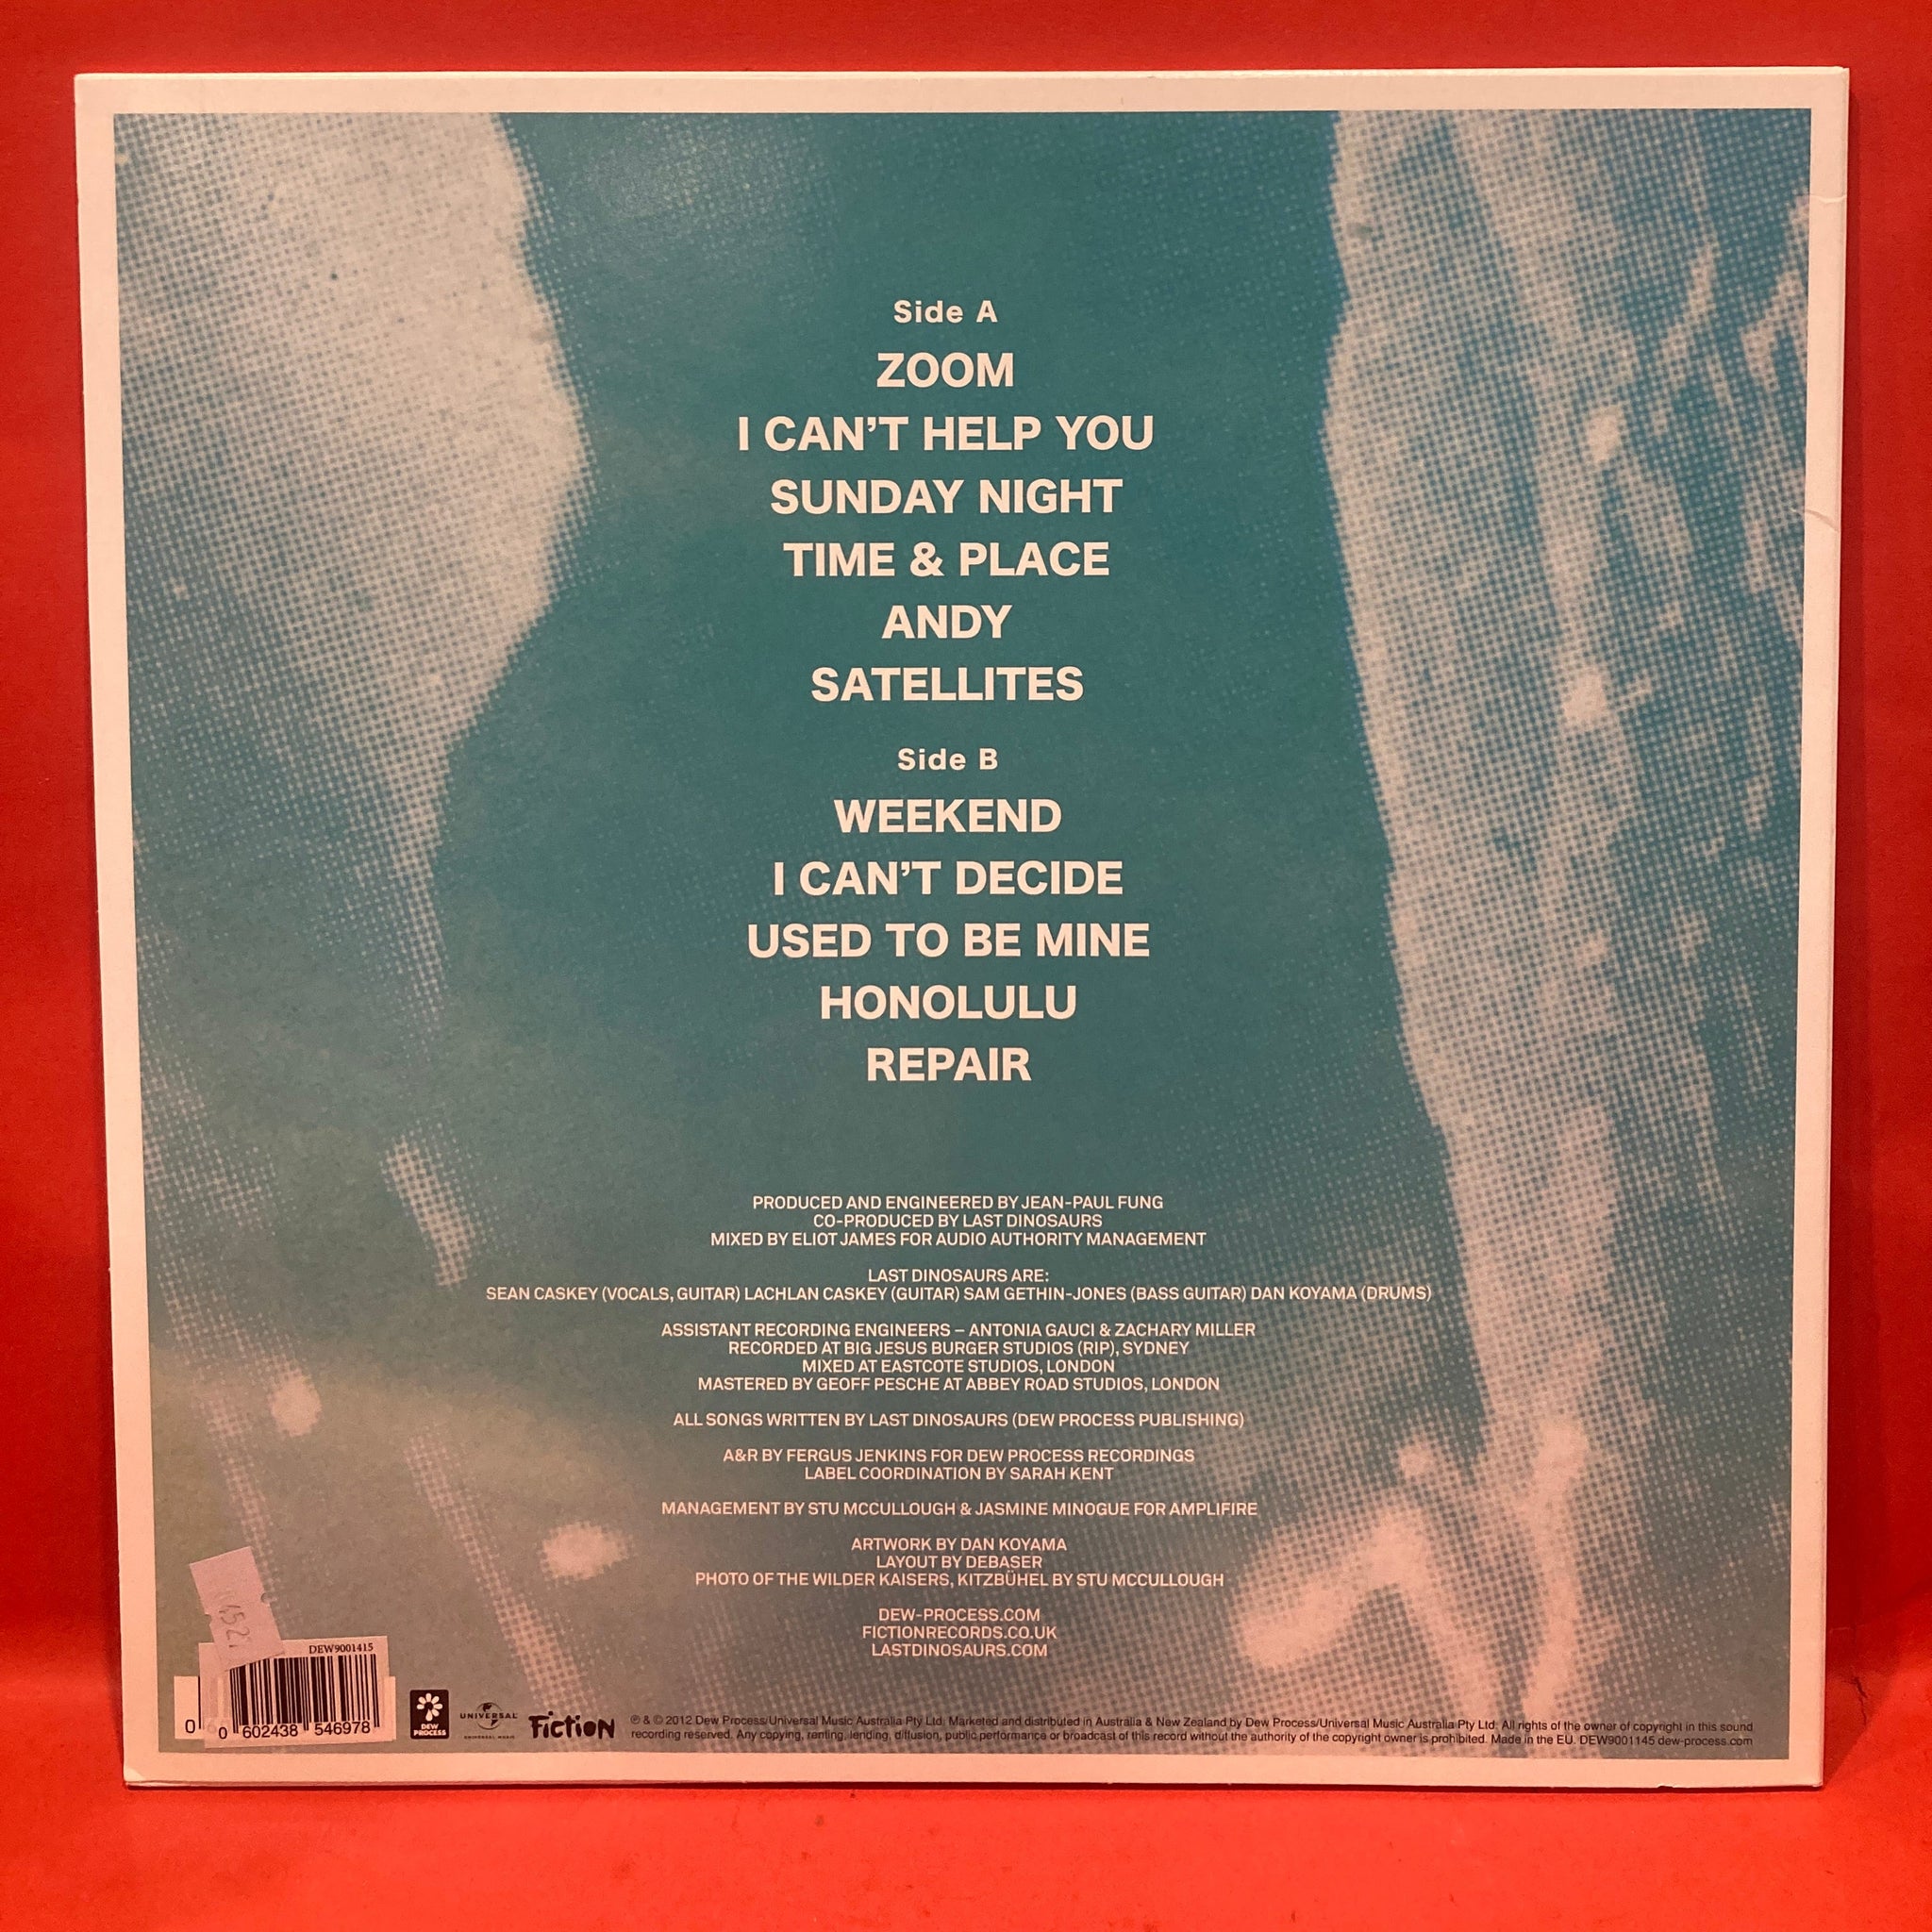 Side A
ZOOM
I CAN'T HELP YOU
SUNDAY NIGHT
TIME & PLACE
ANDY
SATELLITES
Side B
WEEKEND
I CAN'T DECIDE
USED TO BE MINE
HONOLULU
REPAIR
PRODUCED AND ENGINEERED BY JEAN-PAUL FUNG
CO-PRODUCED BY LAST DINOSAURS
MIXED BY ELIOT JAMES FOR AUDIO AUTHORITY MANAGEMENT
LAST DINOSAURS ARE:
SEAN CASKEY (VOCALS, GUITAR) LACHLAN CASKEY (GUITAR) SAM GETHIN-JONES (BASS GUITAR) DAN KOYAMA (DRUMS)
ASSISTANT RECORDING ENGINEERS – ANTONIA GAUCI & ZACHARY MILLER
RECORDED AT BIG JESUS BURGER STUDIOS (RIP), SYDNEY
MIXED AT EASTCOTE STUDIOS, LONDON
MASTERED BY GEOFF PESCHE AT ABBEY ROAD STUDIOS, LONDON
ALL SONGS WRITTEN BY LAST DINOSAURS (DEW PROCESS PUBLISHING)
A&R BY FERGUS JENKINS FOR DEW PROCESS RECORDINGS
LABEL COORDINATION BY SARAH KENT
MANAGEMENT BY STU MCCULLOUGH & JASMINE MINOGUE FOR AMPLIFIRE
ARTWORK BY DAN KOYAMA
LAYOUT BY DEBASER
PHOTO OF THE WILDER KAISERS, KITZBÜHEL BY STU MCCULLOUGH
DEW-PROCESS.COM
FICTIONRECORDS.CO.UK
LASTDINOSAURS.COM
DEW9001415
0 0 602438 546978
DEW PROCESS
UNIVERSAL
UNIVERSAL MUSIC
Fiction
℗ & © 2012 Dew Process/Universal Music Australia Pty Ltd. Marketed and distributed in Australia & New Zealand by Dew Process/Universal Music Australia Pty Ltd. All rights of the owner of copyright in this sound
recording reserved. Any copying, renting, lending, diffusion, public performance or broadcast of this record without the authority of the copyright owner is prohibited. Made in the EU. DEW9001145 dew-process.com